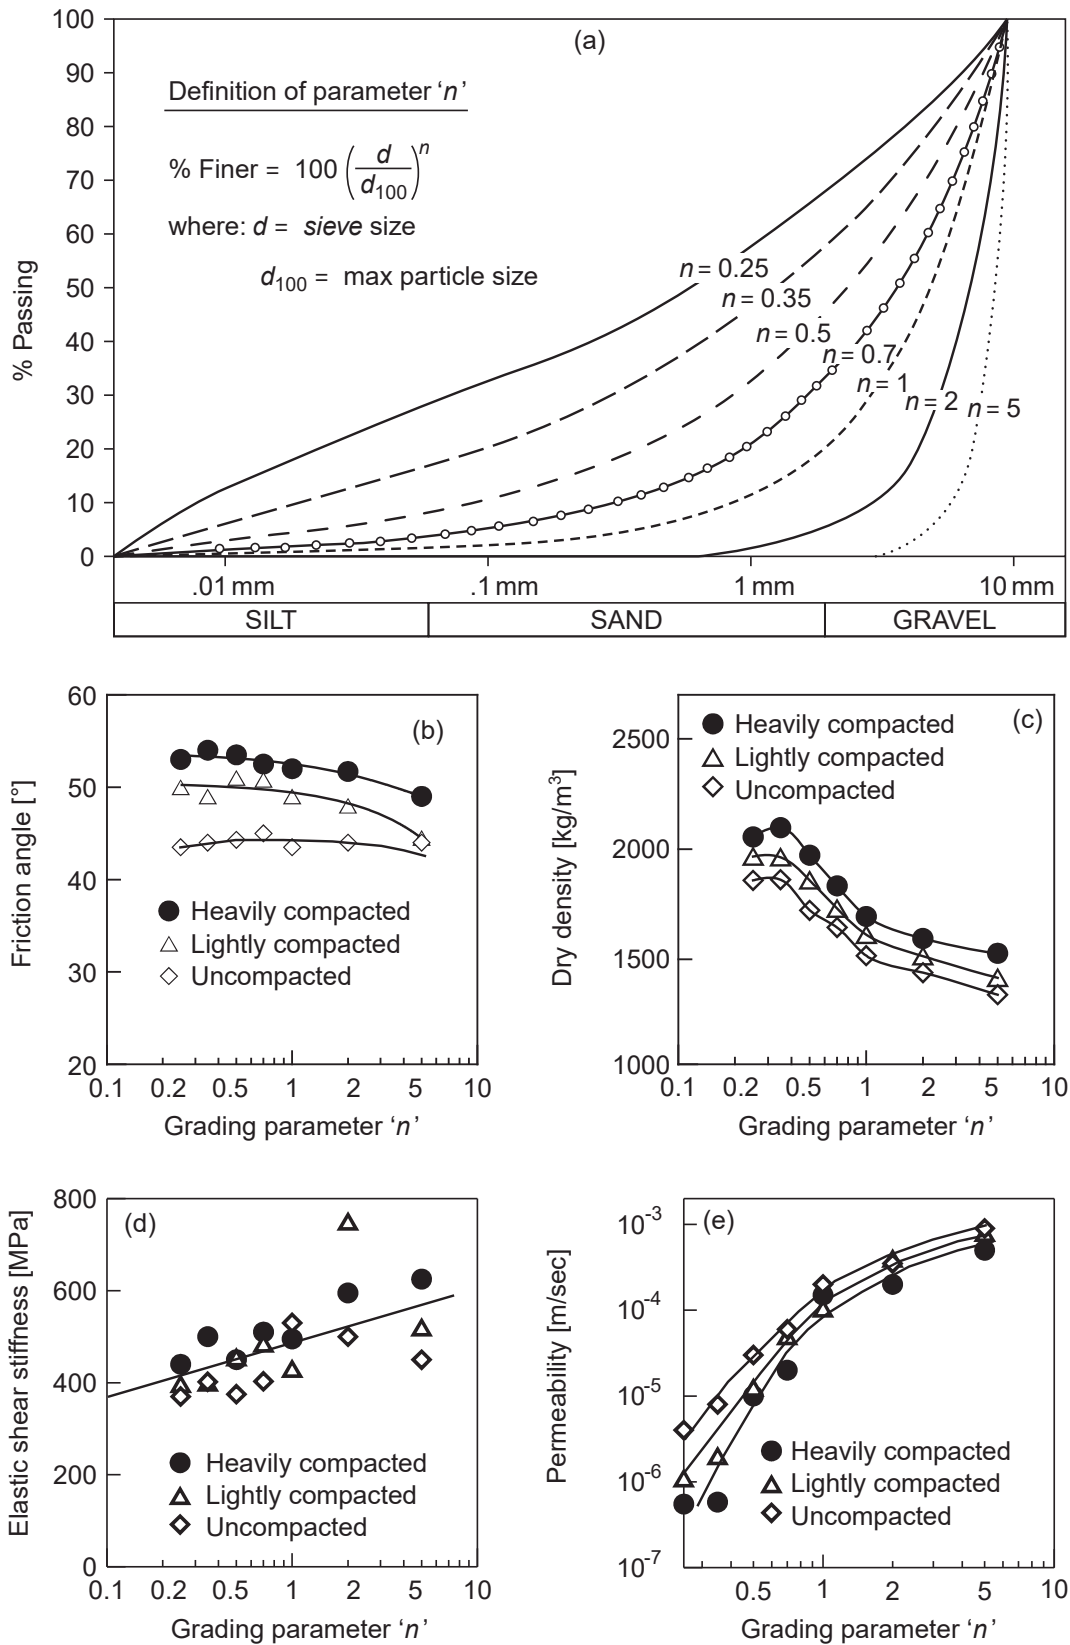 (a)
Definition of parameter ‘n’
% Finer = 100 (d/d100)^n
where: d = sieve size
d100 = max particle size
% Passing
100
90
80
70
60
50
40
30
20
10
0
n = 0.25
n = 0.35
n = 0.5
n = 0.7
n = 1
n = 2
n = 5
.01 mm .1 mm 1 mm 10 mm
SILT SAND GRAVEL
(b)
Friction angle [°]
60
50
40
30
20
Heavily compacted
Lightly compacted
Uncompacted
0.1 0.2 0.5 1 2 5 10
Grading parameter ‘n’
(c)
Dry density [kg/m³]
Heavily compacted
Lightly compacted
Uncompacted
2500
2000
1500
1000
0.1 0.2 0.5 1 2 5 10
Grading parameter ‘n’
(d)
Elastic shear stiffness [MPa]
800
600
400
200
0
Heavily compacted
Lightly compacted
Uncompacted
0.1 0.2 0.5 1 2 5 10
Grading parameter ‘n’
(e)
Permeability [m/sec]
10⁻³
10⁻⁴
10⁻⁵
10⁻⁶
10⁻⁷
Heavily compacted
Lightly compacted
Uncompacted
0.5 1 2 5 10
Grading parameter ‘n’